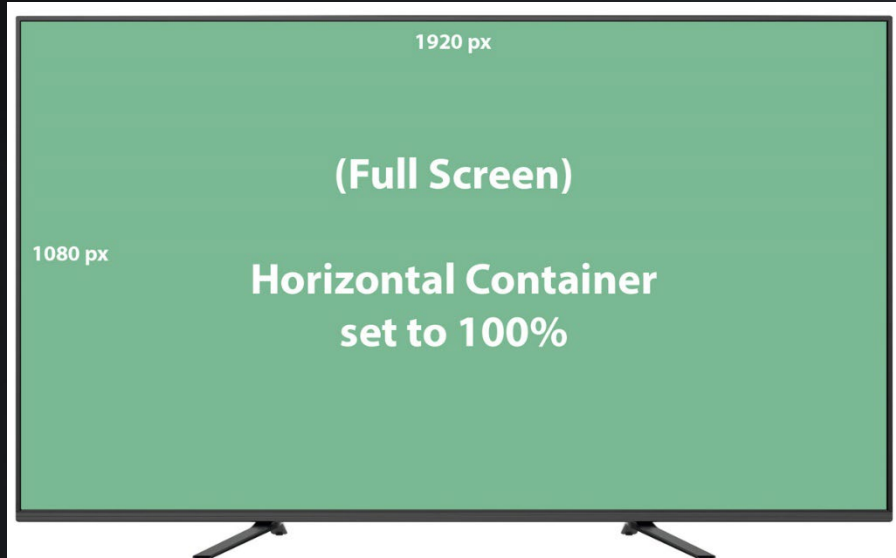 1920 px
(Full Screen)
1080 px
Horizontal Container
set to 100%